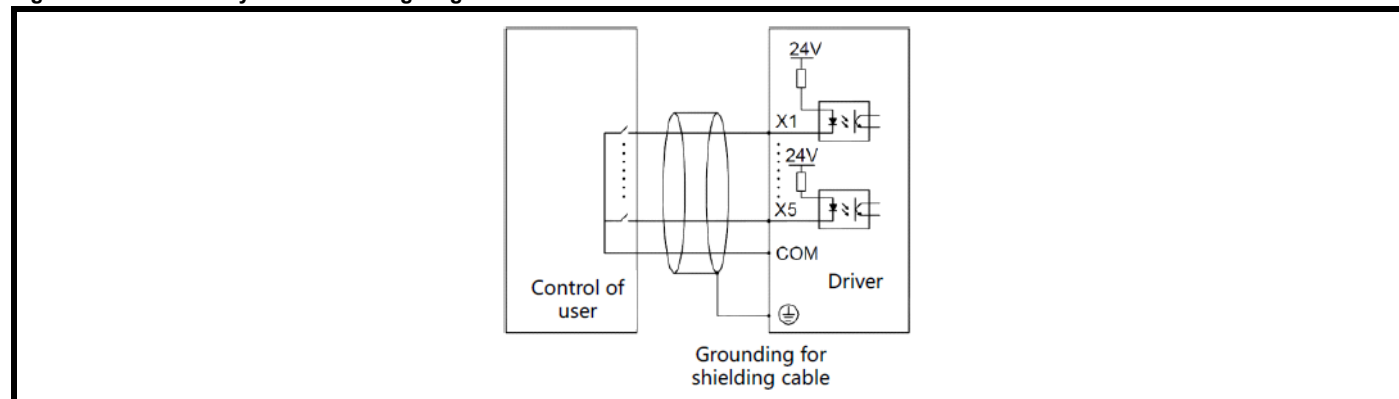 24V
X1
24V
X5
COM
Driver
Control of
user
Grounding for
shielding cable